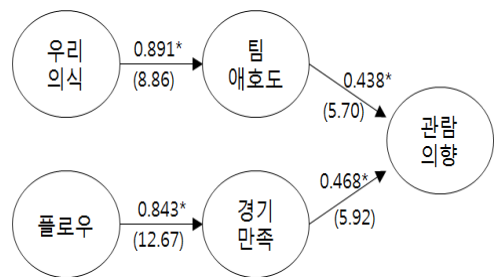 우리
의식
0.891*
(8.86)
팀
애호도
0.438*
(5.70)
관람
의향
플로우
0.843*
(12.67)
경기
만족
0.468*
(5.92)